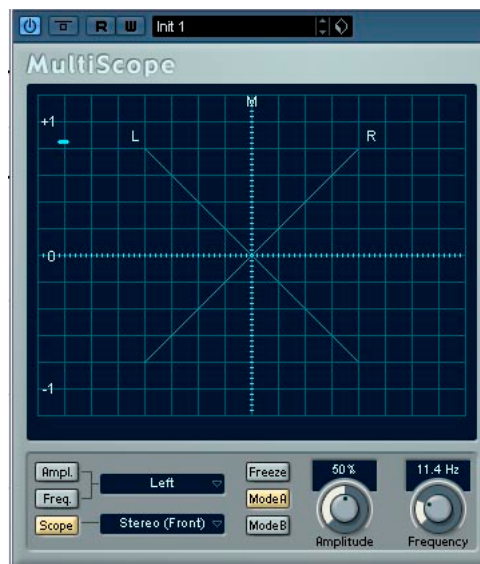 R W Init 1
MultiScope
M
+1
L R
0
-1
Ampl. Left Freeze 50% 11.4 Hz
Freq. Mode A
Scope Stereo (Front) Mode B
Amplitude Frequency